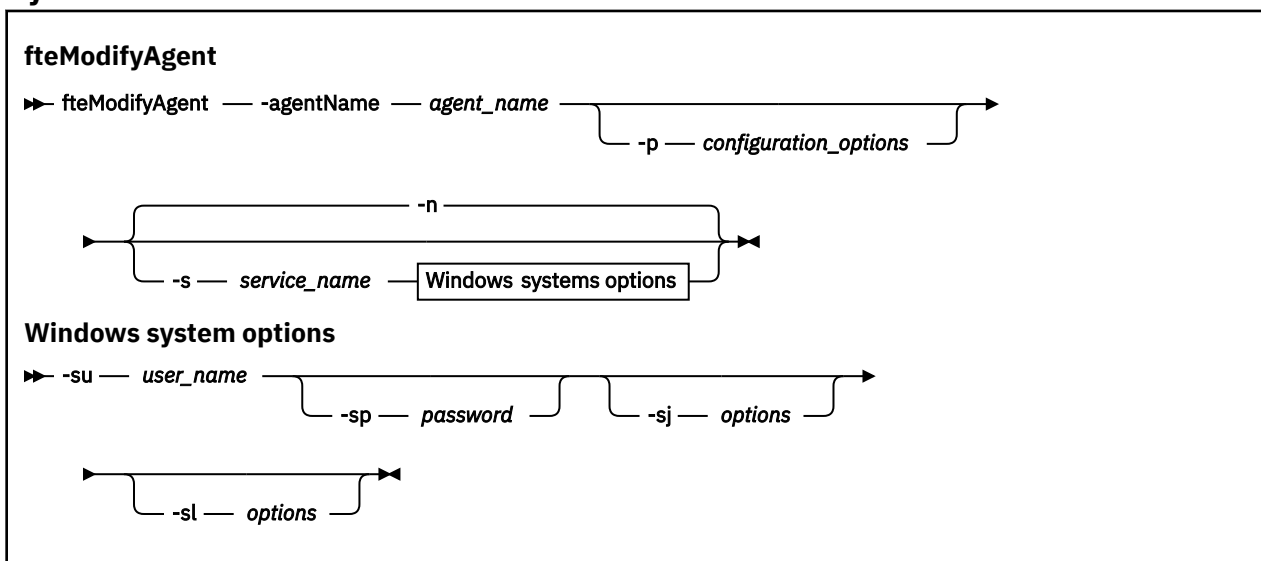 fteModifyAgent
fteModifyAgent -agentName agent_name
-p configuration_options
-n
-s service_name Windows systems options
Windows system options
-su user_name
-sp password -sj options
-sl options